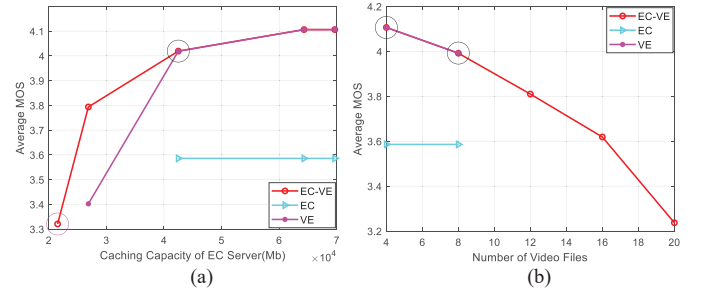 4.1
4
3.9
3.8
3.7
3.6
3.5
3.4
3.3
Average MOS
2 3 4 5 6 7
×10⁴
Caching Capacity of EC Server(Mb)
EC-VE
EC
VE
(a)
4.2
4
3.8
3.6
3.4
3.2
Average MOS
4 6 8 10 12 14 16 18 20
Number of Video Files
EC-VE
EC
VE
(b)